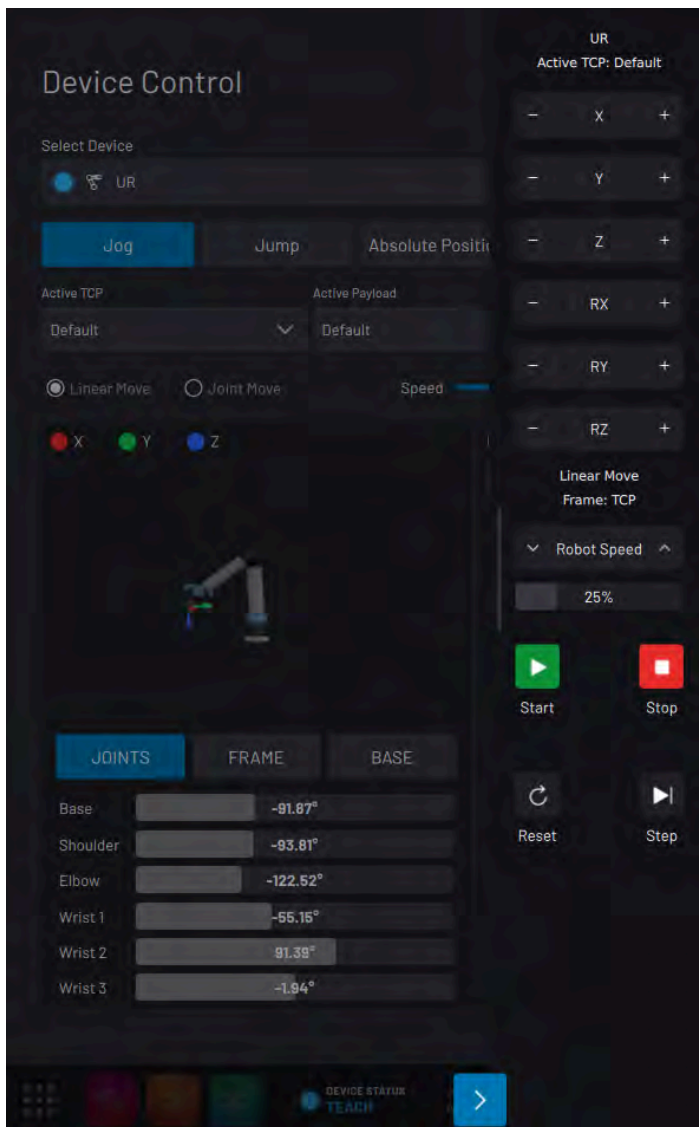 Device Control
Select Device
UR
Jog Jump Absolute Positi
Active TCP Active Payload
Default Default
Linear Move Joint Move Speed
X Y Z
JOINTS FRAME BASE
Base -91.87°
Shoulder -93.81°
Elbow -122.52°
Wrist 1 -55.15°
Wrist 2 91.39°
Wrist 3 -1.94°
DEVICE STATUS
TEACH
UR
Active TCP: Default
− X +
− Y +
− Z +
− RX +
− RY +
− RZ +
Linear Move
Frame: TCP
Robot Speed
25%
Start Stop
Reset Step